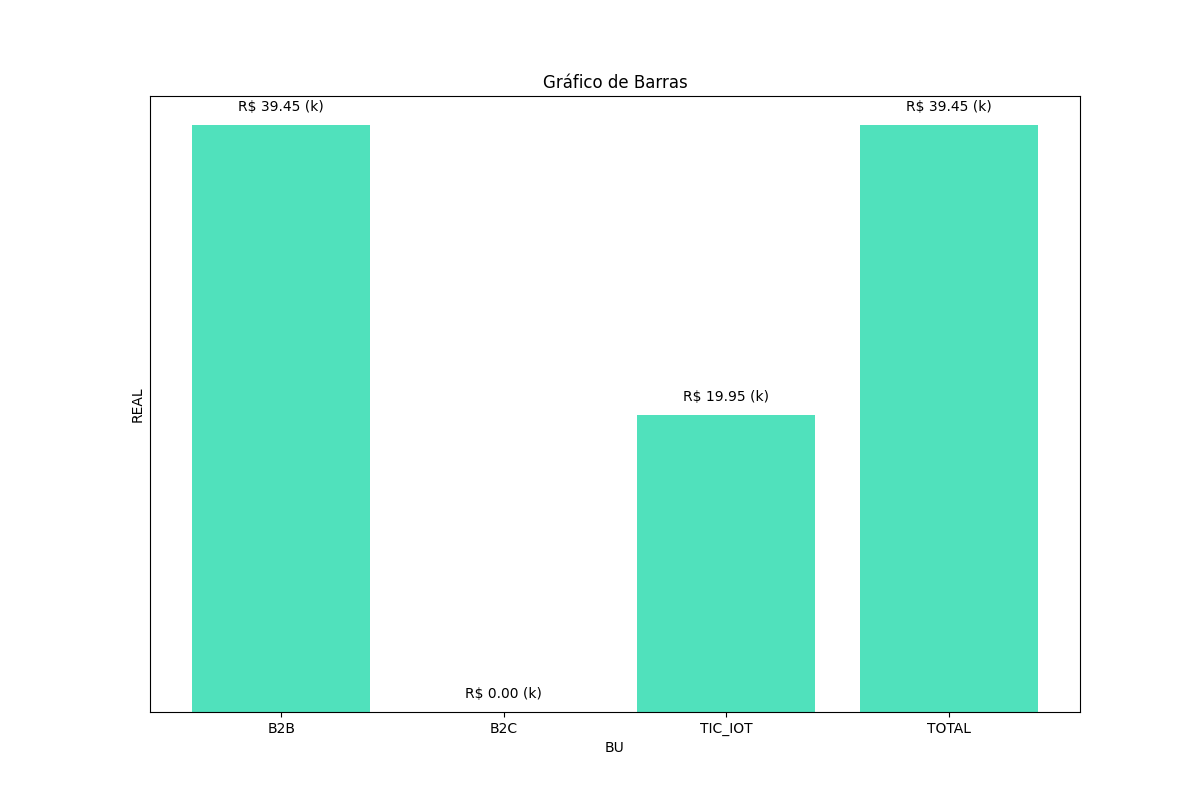 Gráfico de Barras
R$ 39.45 (k)
R$ 39.45 (k)
R$ 19.95 (k)
R$ 0.00 (k)
REAL
B2B
B2C
TIC_IOT
TOTAL
BU